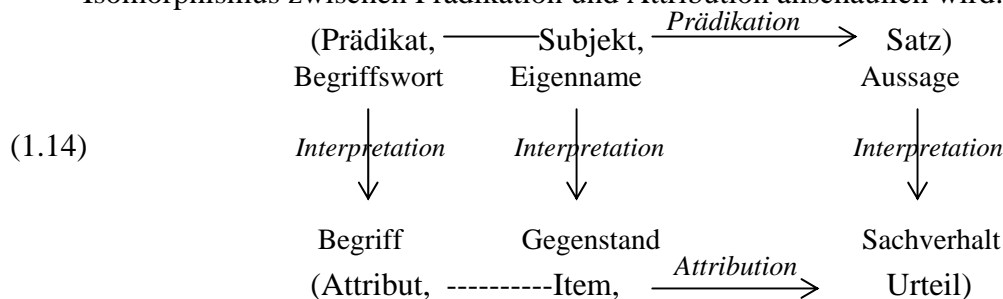 Isomorphismus zwischen Prädikation und Attribution anschaulich wird.
(Prädikat, Subjekt, Prädikation Satz)
Begriffswort Eigenname Aussage
(1.14) Interpretation Interpretation Interpretation
Begriff Gegenstand Sachverhalt
(Attribut, ----------Item, Attribution Urteil)